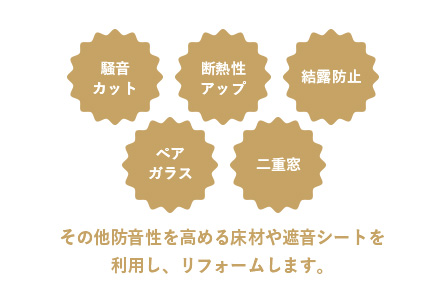 騒音
カット
断熱性
アップ
結露防止
ペア
ガラス
二重窓
その他防音性を高める床材や遮音シートを
利用し、リフォームします。